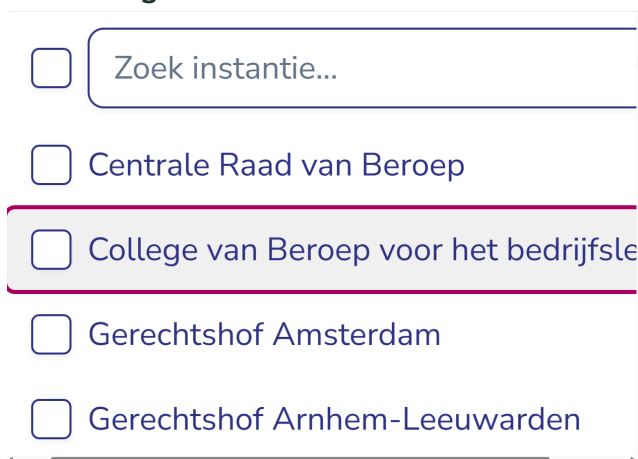 Zoek instantie...
Centrale Raad van Beroep
College van Beroep voor het bedrijfsle
Gerechtshof Amsterdam
Gerechtshof Arnhem-Leeuwarden